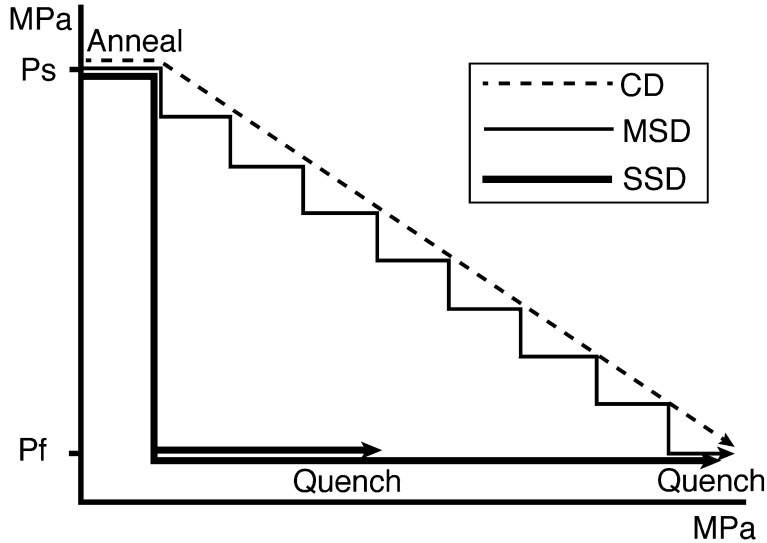 MPa
Anneal
Ps
CD
MSD
SSD
Pf
Quench
Quench
MPa